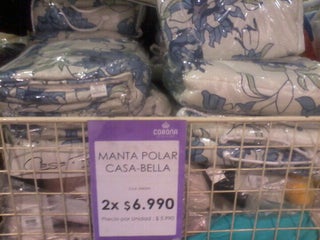 CORONA
MANTA POLAR
CASA-BELLA
2x $6.990
Precio por Unidad : $ 3.990